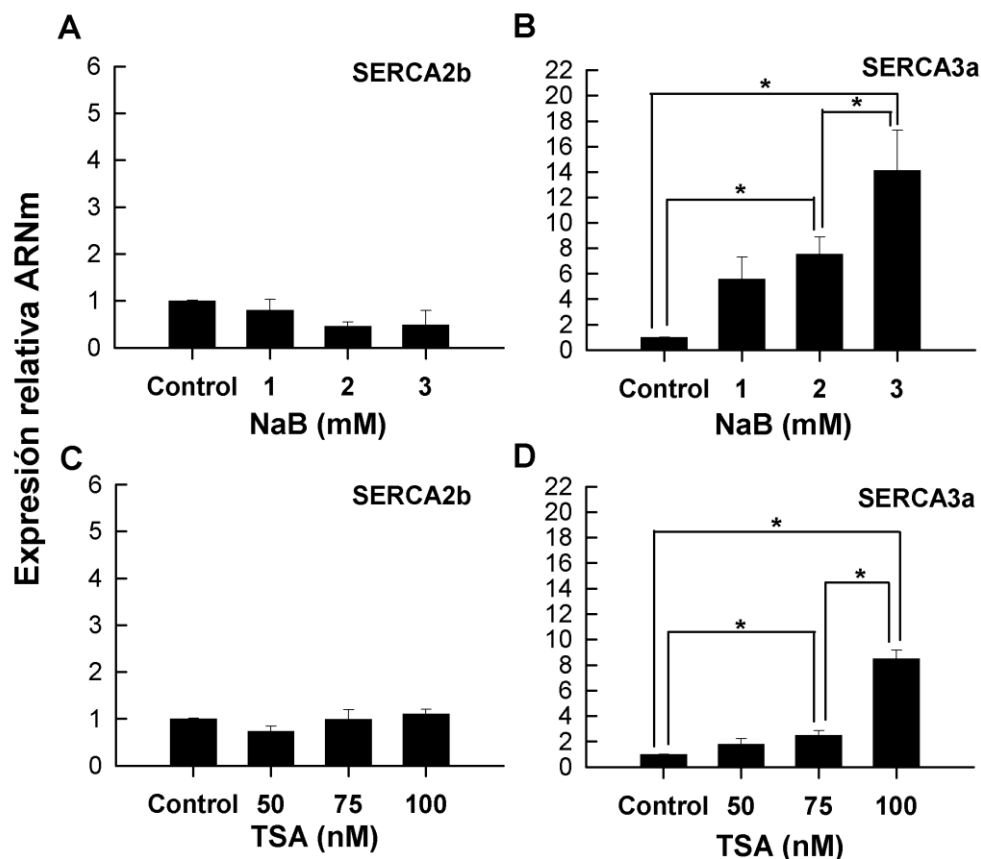 Expresión relativa ARNm
A
SERCA2b
6
5
4
3
2
1
0
Control 1 2 3
NaB (mM)
B
SERCA3a
22
20
18
16
14
12
10
8
6
4
2
0
*
*
*
Control 1 2 3
NaB (mM)
C
SERCA2b
6
5
4
3
2
1
0
Control 50 75 100
TSA (nM)
D
SERCA3a
22
20
18
16
14
12
10
8
6
4
2
0
*
*
*
Control 50 75 100
TSA (nM)